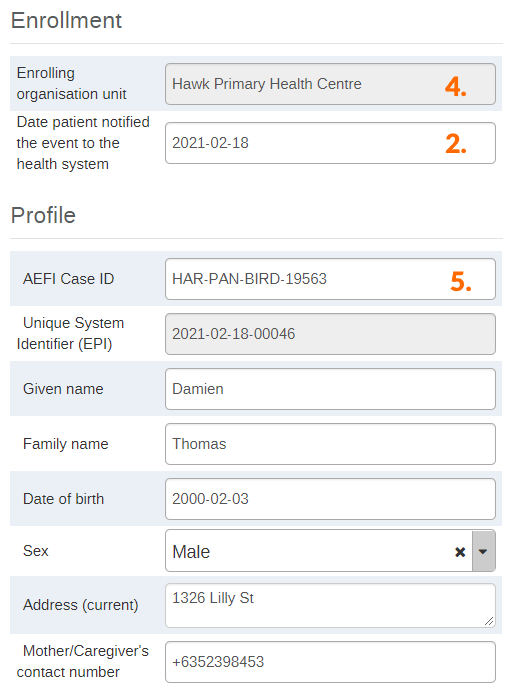 Enrollment
Enrolling
organisation unit
Hawk Primary Health Centre
4.
Date patient notified
the event to the
health system
2021-02-18
2.
Profile
AEFI Case ID
HAR-PAN-BIRD-19563
5.
Unique System
Identifier (EPI)
2021-02-18-00046
Given name
Damien
Family name
Thomas
Date of birth
2000-02-03
Sex
Male
Address (current)
1326 Lilly St
Mother/Caregiver's
contact number
+6352398453